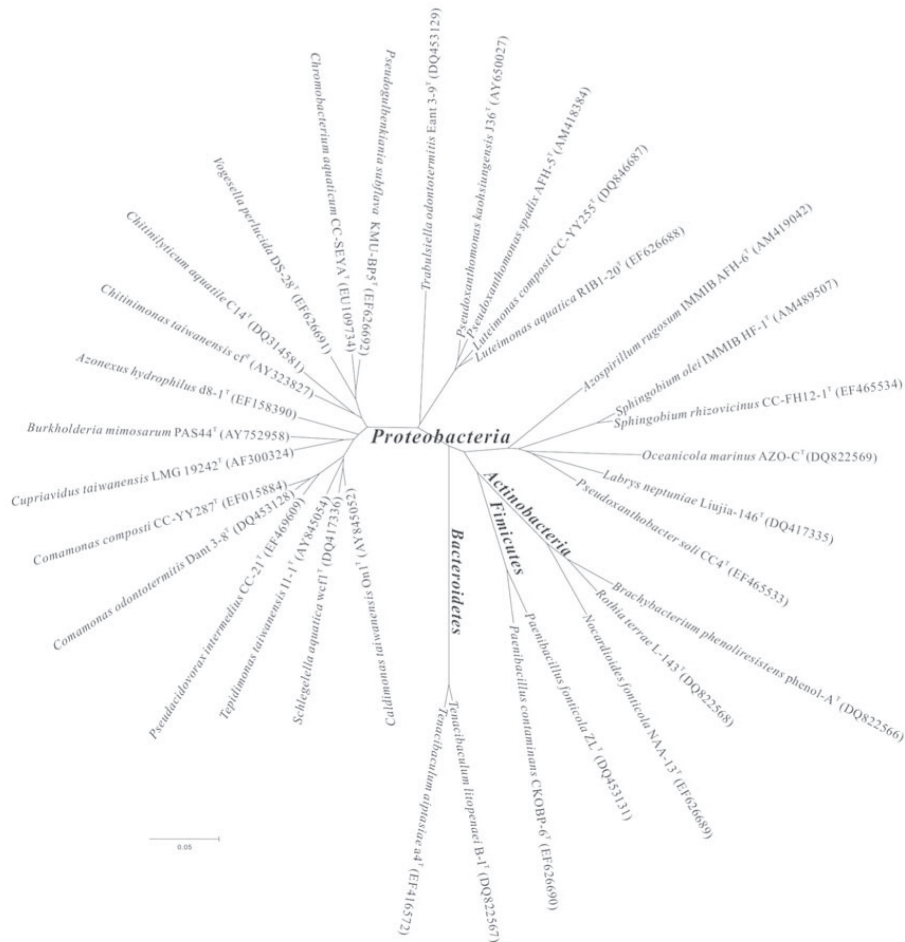 Trabulsiella odontotermitis Eant 3-9ᵀ (DQ453129)
Pseudoxanthomonas kaohsiungensis J36ᵀ (AY650027)
Pseudoxanthomonas spadix AFH-5ᵀ (AM418384)
Luteimonas composti CC-YY255ᵀ (DQ846687)
Luteimonas aquatica RIB1-20ᵀ (EF626688)
Azospirillum rugosum IMMIB AFH-6ᵀ (AM419042)
Sphingobium olei IMMIB HF-1ᵀ (AM489507)
Sphingobium rhizovicinus CC-FH12-1ᵀ (EF465534)
Oceanicola marinus AZO-Cᵀ (DQ822569)
Labrys neptuniae Liujia-146ᵀ (DQ417335)
Pseudoxanthobacter soli CC4ᵀ (EF465533)
Brachybacterium phenoliresistens phenol-Aᵀ (DQ822566)
Rothia terrae L-143ᵀ (DQ822568)
Nocardioides fonticola NAA-13ᵀ (EF626689)
Paenibacillus fonticola ZLᵀ (DQ453131)
Paenibacillus contaminans CKOBP-6ᵀ (EF626690)
Tenacibaculum litopenaei B-1ᵀ (DQ822567)
Tenacibaculum aiptasiae a4ᵀ (EF416572)
Caldimonas taiwanensis On1ᵀ (AY845052)
Schlegelella aquatica wcf1ᵀ (DQ417336)
Tepidimonas taiwanensis I1-1ᵀ (AY845054)
Pseudacidovorax intermedius CC-21ᵀ (EF469609)
Comamonas odontotermitis Dant 3-8ᵀ (DQ453128)
Comamonas composti CC-YY287ᵀ (EF015884)
Cupriavidus taiwanensis LMG 19242ᵀ (AF300324)
Burkholderia mimosarum PAS44ᵀ (AY752958)
Azonexus hydrophilus d8-1ᵀ (EF158390)
Chitinimonas taiwanensis cfᵀ (AY323827)
Chitinilyticum aquatile C14ᵀ (DQ314581)
Vogesella perlucida DS-28ᵀ (EF626691)
Chromobacterium aquaticum CC-SEYAᵀ (EU109734)
Pseudogulbenkiania subflava KMU-BP5ᵀ (EF626692)
Proteobacteria
Actinobacteria
Fimicutes
Bacteroidetes
0.05